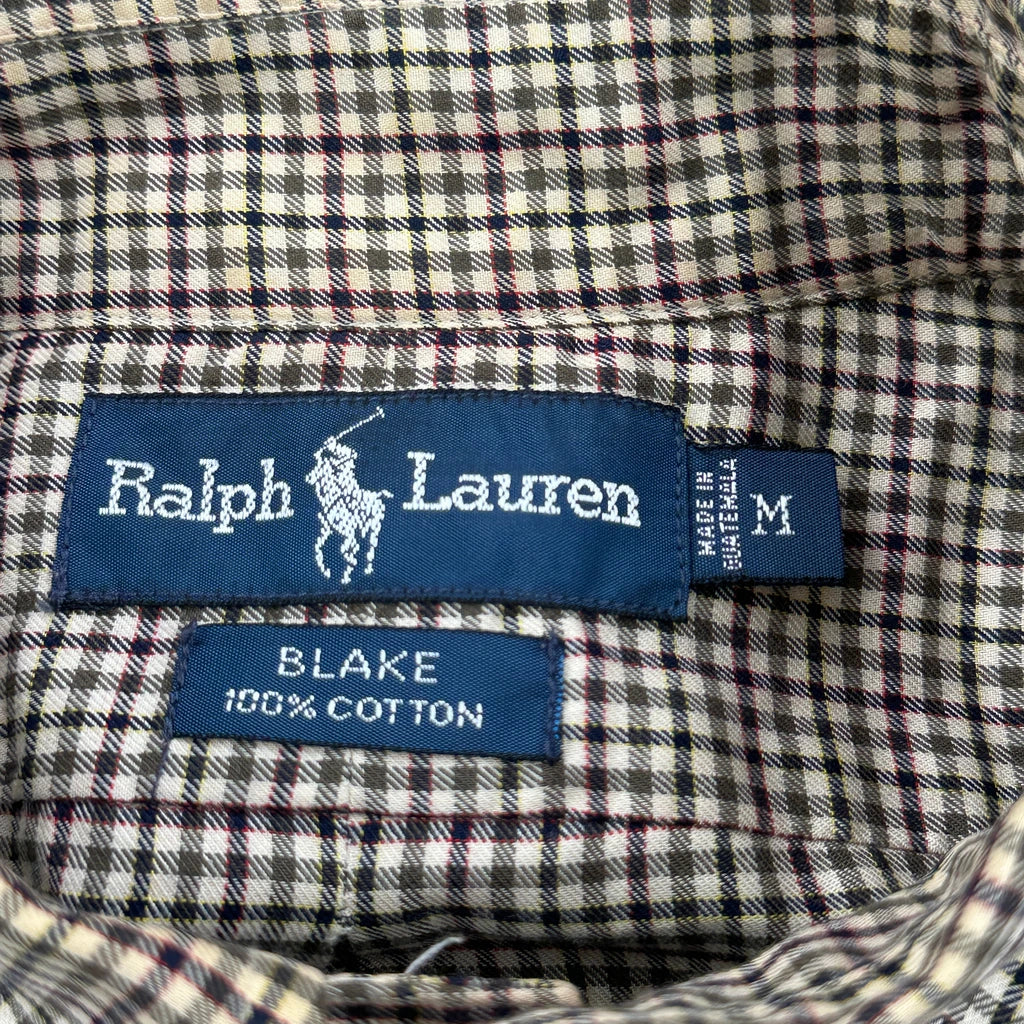 Ralph Lauren
MADE IN
GUATEMALA
M
BLAKE
100% COTTON